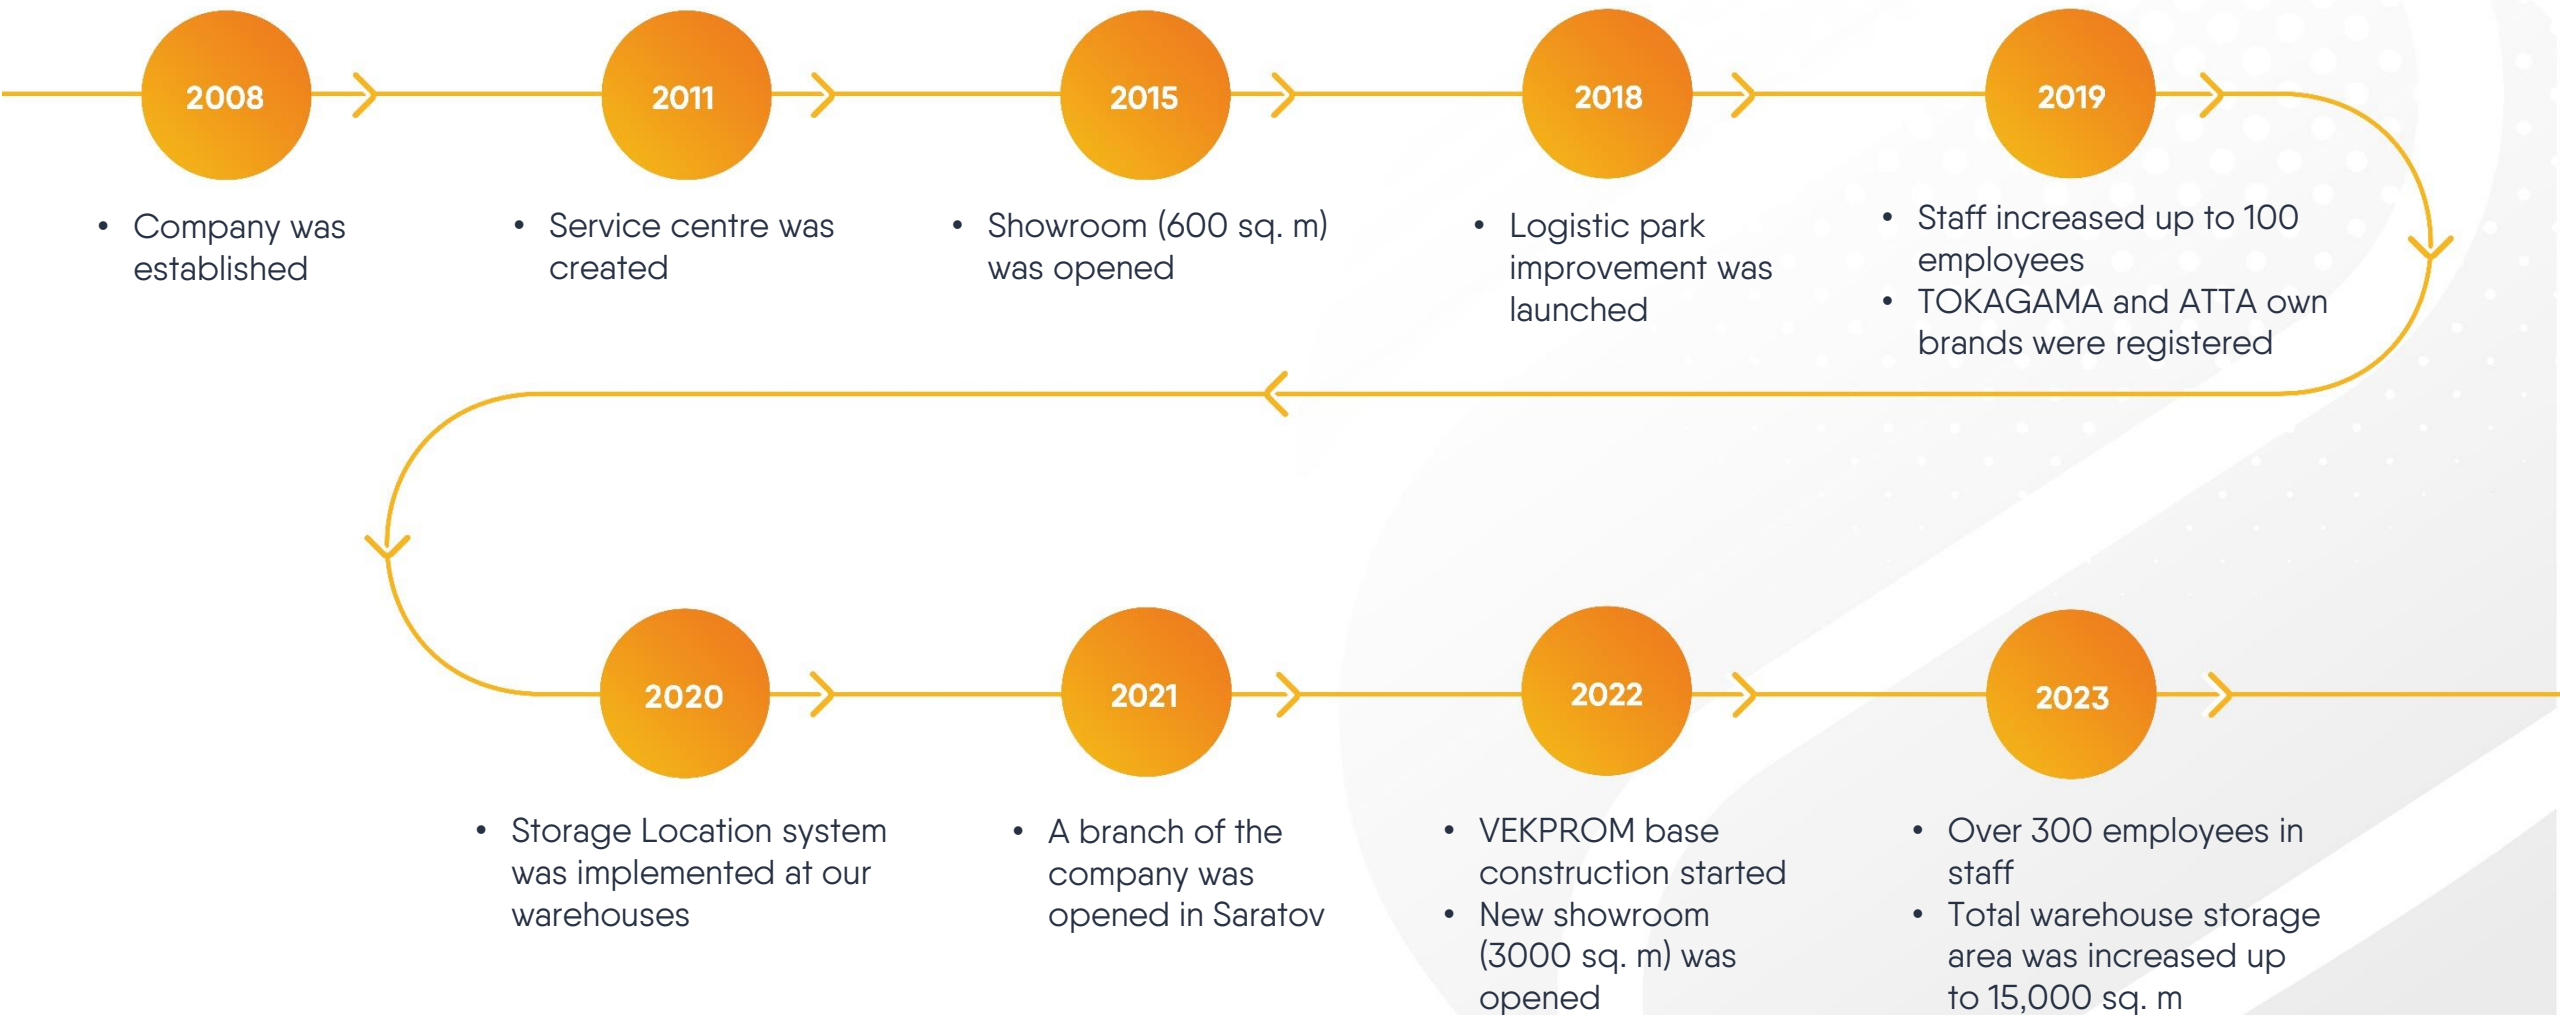 2008
• Company was
established
2011
• Service centre was
created
2015
• Showroom (600 sq. m)
was opened
2018
• Logistic park
improvement was
launched
2019
• Staff increased up to 100
employees
• TOKAGAMA and ATTA own
brands were registered
2020
• Storage Location system
was implemented at our
warehouses
2021
• A branch of the
company was
opened in Saratov
2022
• VEKPROM base
construction started
• New showroom
(3000 sq. m) was
opened
2023
• Over 300 employees in
staff
• Total warehouse storage
area was increased up
to 15,000 sq. m